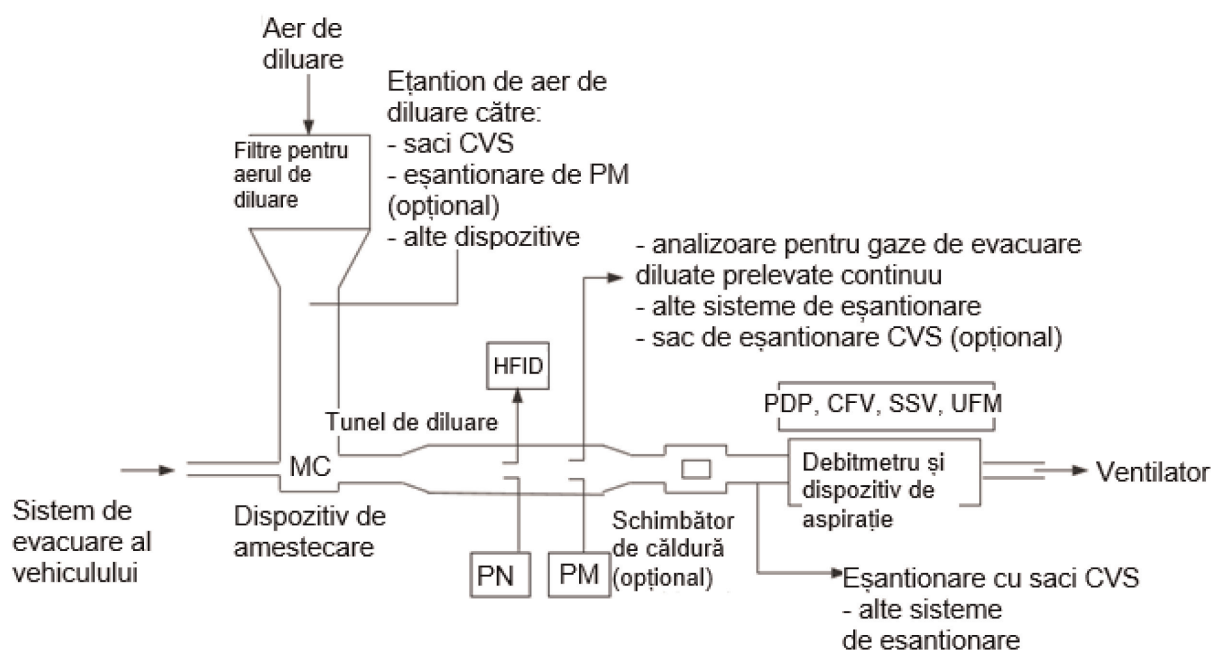 Aer de
diluare
Eţantion de aer de
diluare către:
- saci CVS
- eșantionare de PM
(opțional)
- alte dispozitive
Filtre pentru
aerul de
diluare
- analizoare pentru gaze de evacuare
diluate prelevate continuu
- alte sisteme de eșantionare
- sac de eșantionare CVS (opțional)
HFID
PDP, CFV, SSV, UFM
Tunel de diluare
MC
Debitmetru și
dispozitiv de
aspirație
Ventilator
Sistem de
evacuare al
vehiculului
Dispozitiv de
amestecare
PN
PM
Schimbător
de căldură
(opțional)
Eșantionare cu saci CVS
- alte sisteme
de esantionare